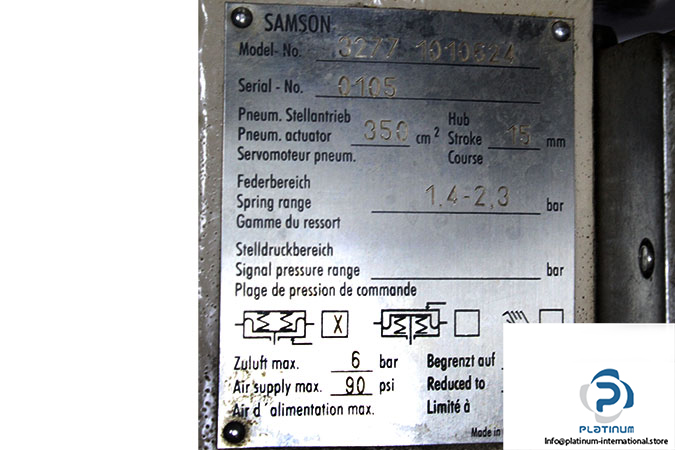 SAMSON
Model-No. 3277 1010624
Serial - No. 0105
Pneum. Stellantrieb Hub
Pneum. actuator 350 cm² Stroke 15 mm
Servomoteur pneum. Course
Federbereich
Spring range 1,4-2,3 bar
Gamme du ressort
Stelldruckbereich
Signal pressure range bar
Plage de pression de commande
X
Zuluft max. 6 bar Begrenzt auf
Air supply max. 90 psi Reduced to
Air d'alimentation max. Limité à
Made in
PLATINUM
Info@platinum-international.store